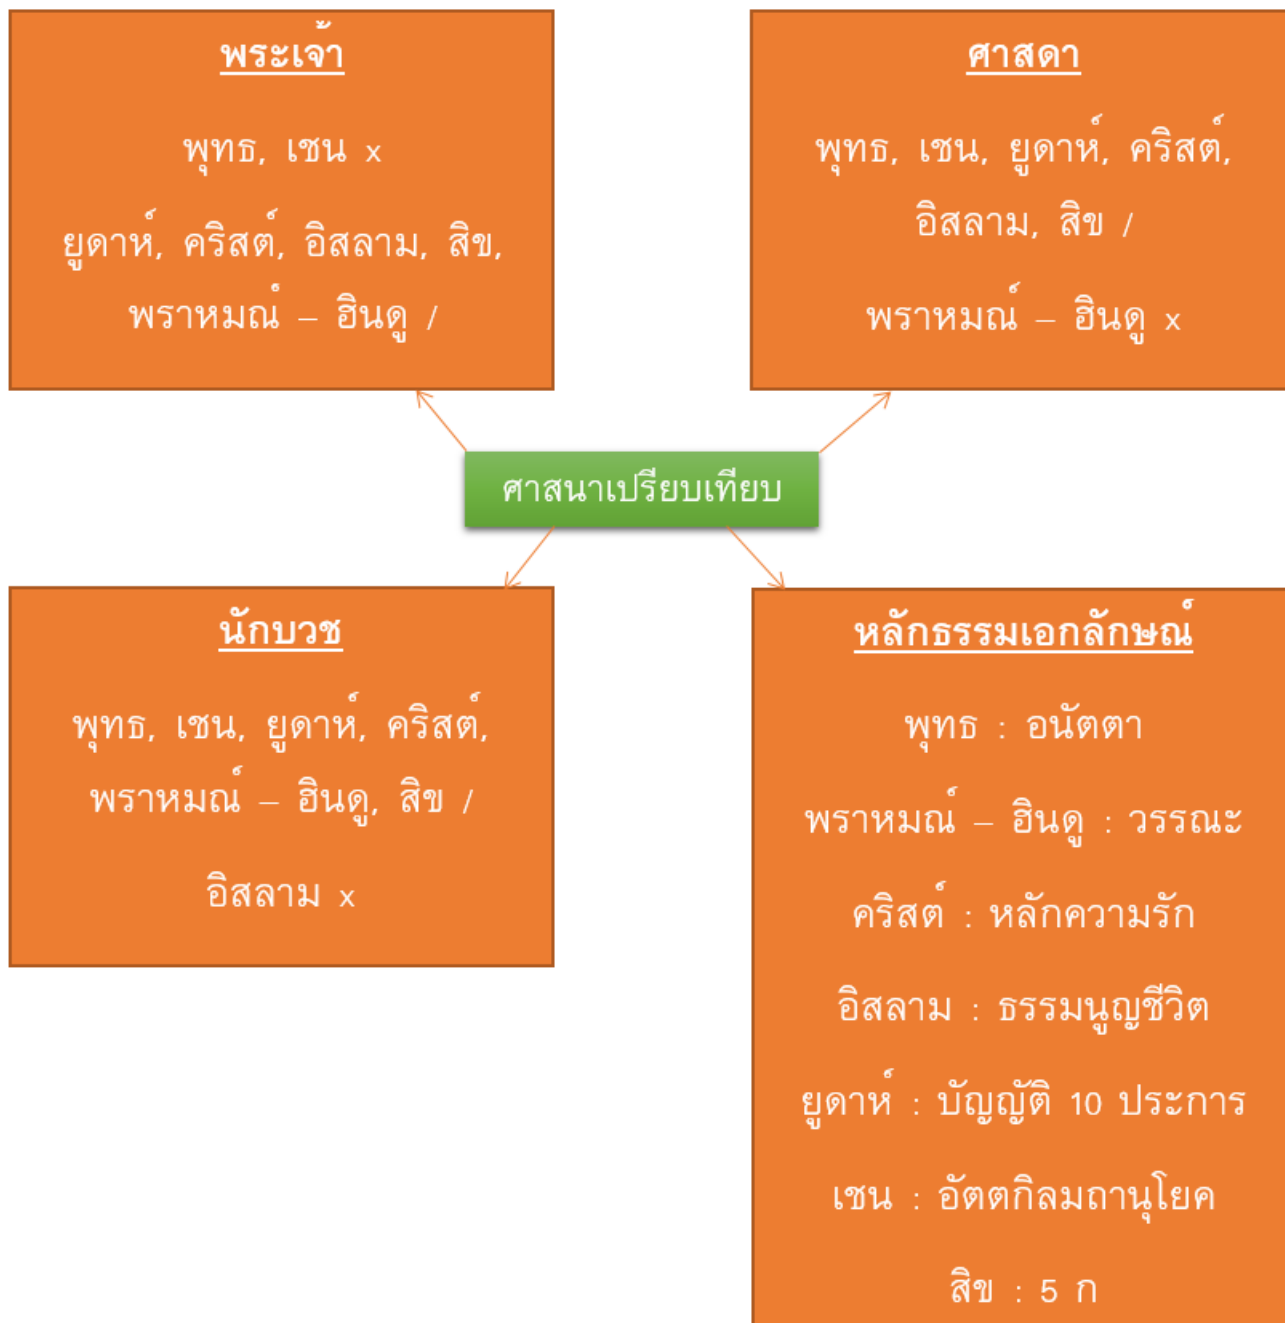 พระเจ้า
พุทธ, เชน x
ยูดาห์, คริสต์, อิสลาม, สิข,
พราหมณ์ – ฮินดู /
ศาสดา
พุทธ, เชน, ยูดาห์, คริสต์,
อิสลาม, สิข /
พราหมณ์ – ฮินดู x
ศาสนาเปรียบเทียบ
นักบวช
พุทธ, เชน, ยูดาห์, คริสต์,
พราหมณ์ – ฮินดู, สิข /
อิสลาม x
หลักธรรมเอกลักษณ์
พุทธ : อนัตตา
พราหมณ์ – ฮินดู : วรรณะ
คริสต์ : หลักความรัก
อิสลาม : ธรรมนูญชีวิต
ยูดาห์ : บัญญัติ 10 ประการ
เชน : อัตตกิลมถานุโยค
สิข : 5 ก